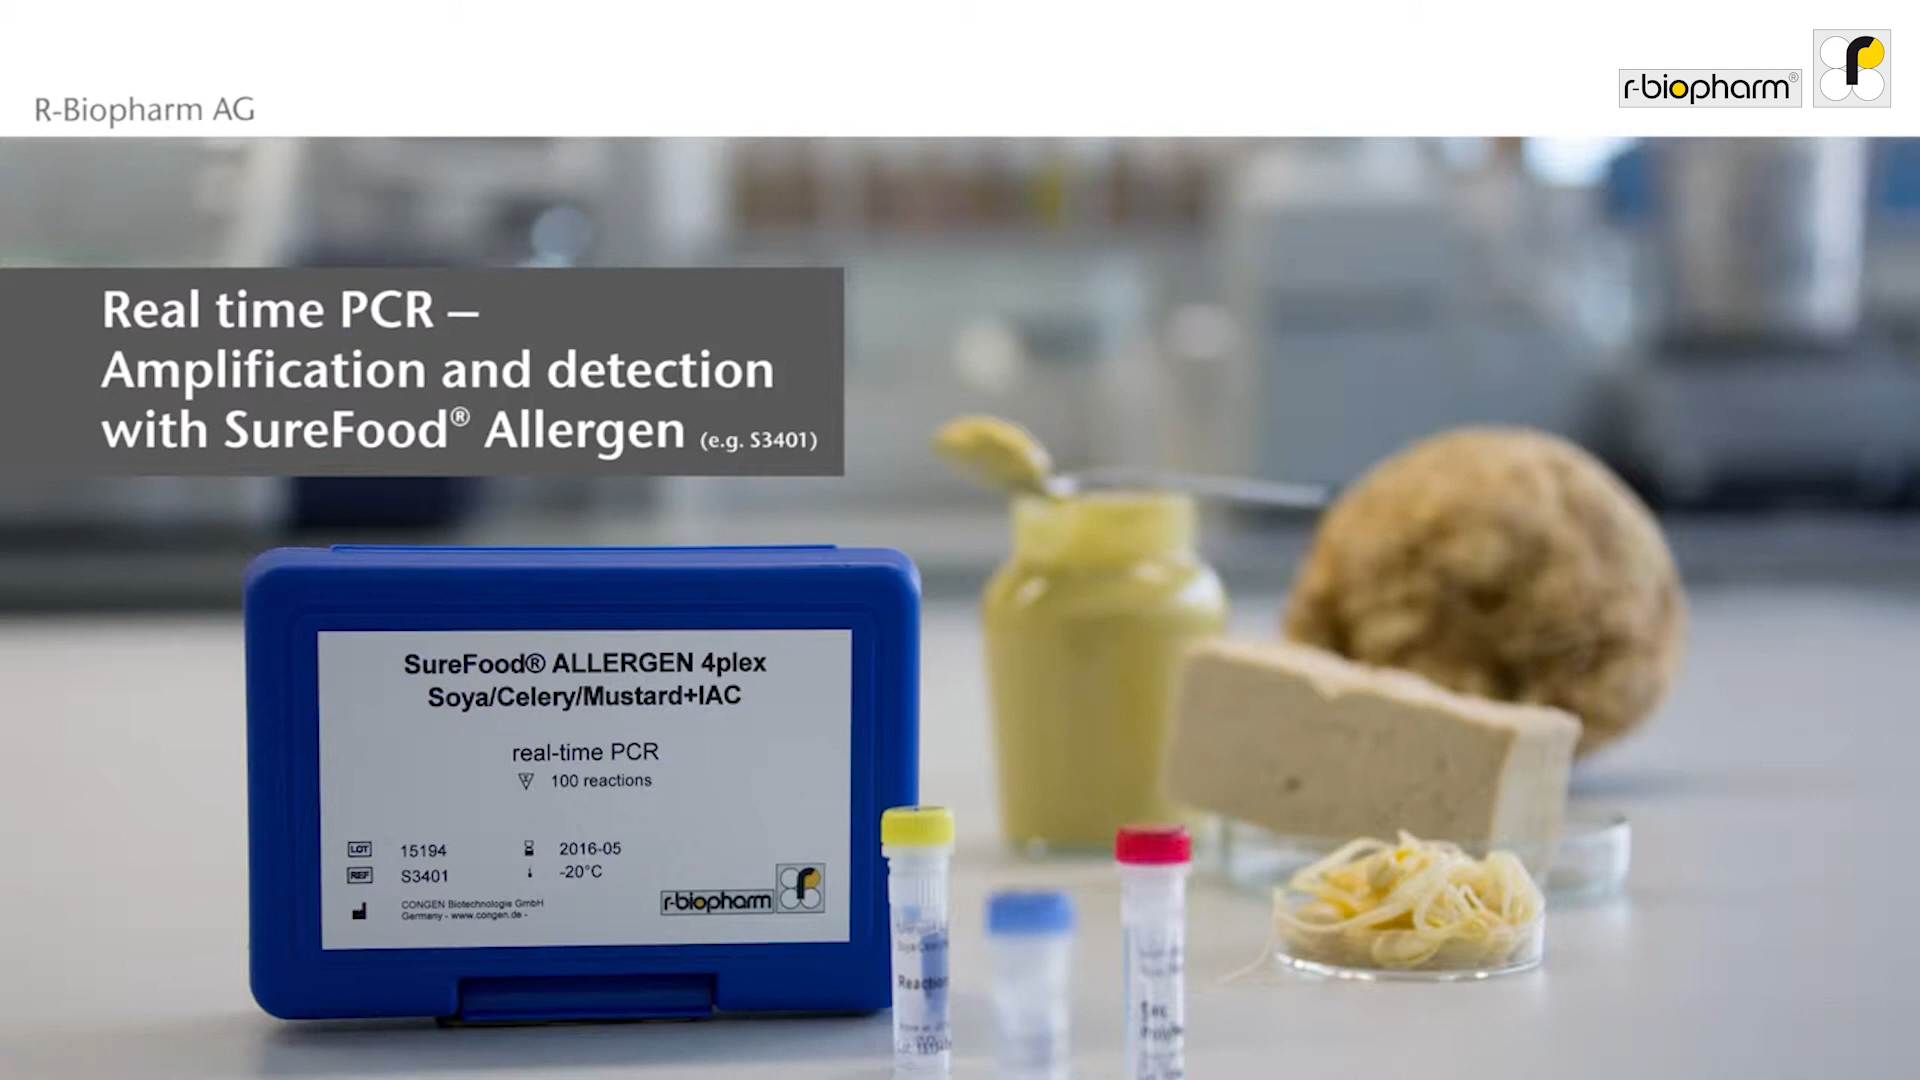 R-Biopharm AG
r-biopharm®
Real time PCR –
Amplification and detection
with SureFood® Allergen (e.g. S3401)
SureFood® ALLERGEN 4plex
Soya/Celery/Mustard+IAC
real-time PCR
100 reactions
LOT 15194 2016-05
REF S3401 -20°C
CONGEN Biotechnologie GmbH
Germany - www.congen.de -
r-biopharm
Reaction